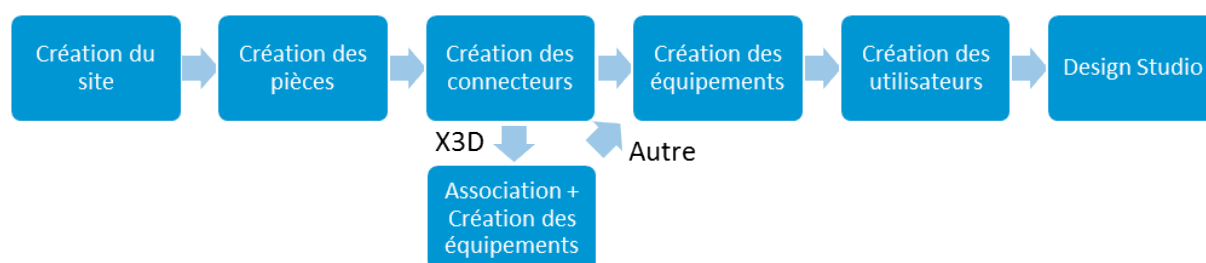 Création du
site
Création des
pièces
Création des
connecteurs
Création des
équipements
Création des
utilisateurs
Design Studio
X3D
Autre
Association +
Création des
équipements